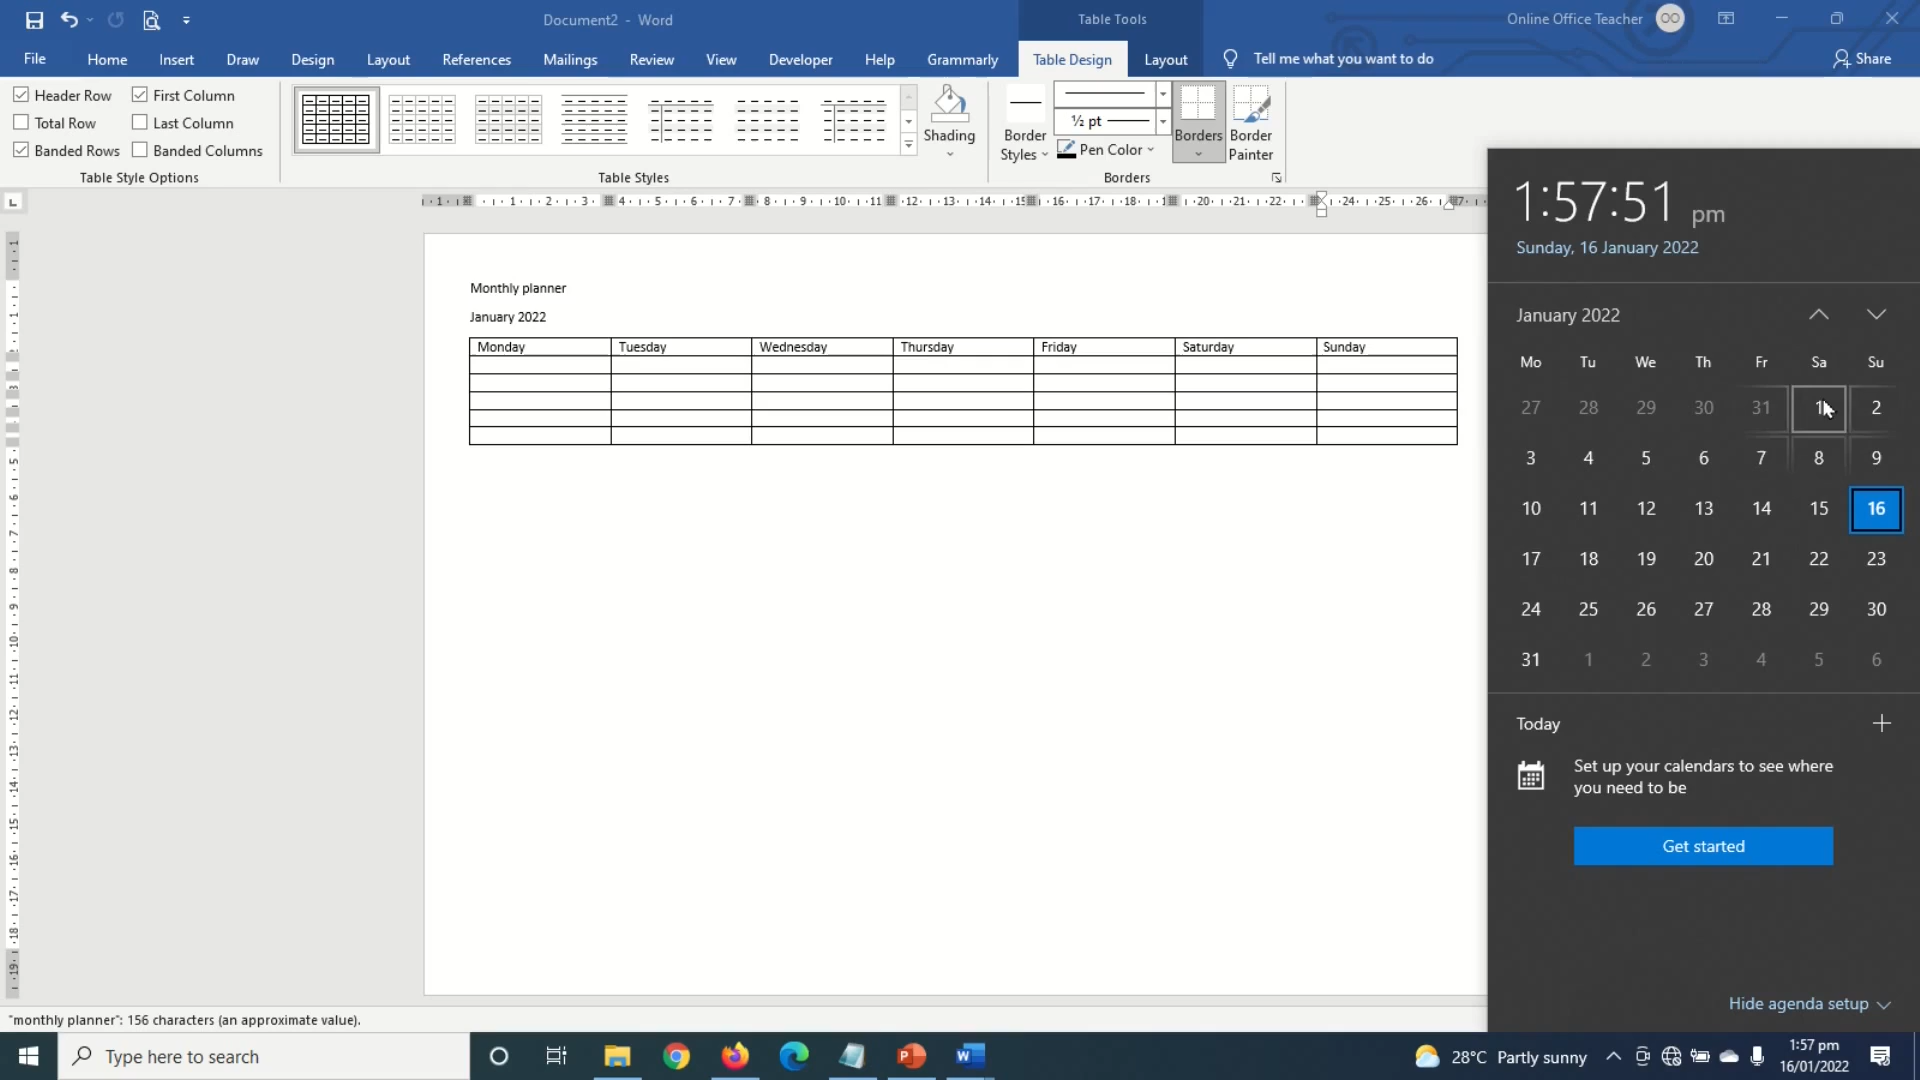 Document2 - Word
Table Tools
Online Office Teacher OO
File Home Insert Draw Design Layout References Mailings Review View Developer Help Grammarly Table Design Layout Tell me what you want to do Share
Header Row First Column
Total Row Last Column
Banded Rows Banded Columns
Table Style Options
Table Styles
Shading
Border Styles
½ pt
Pen Color
Borders
Border Painter
Borders
Monthly planner
January 2022
Monday Tuesday Wednesday Thursday Friday Saturday Sunday
1:57:51 pm
Sunday, 16 January 2022
January 2022
Mo Tu We Th Fr Sa Su
27 28 29 30 31 1 2
3 4 5 6 7 8 9
10 11 12 13 14 15 16
17 18 19 20 21 22 23
24 25 26 27 28 29 30
31 1 2 3 4 5 6
Today
Set up your calendars to see where
you need to be
Get started
Hide agenda setup
"monthly planner": 156 characters (an approximate value).
Type here to search
28°C Partly sunny
1:57 pm
16/01/2022